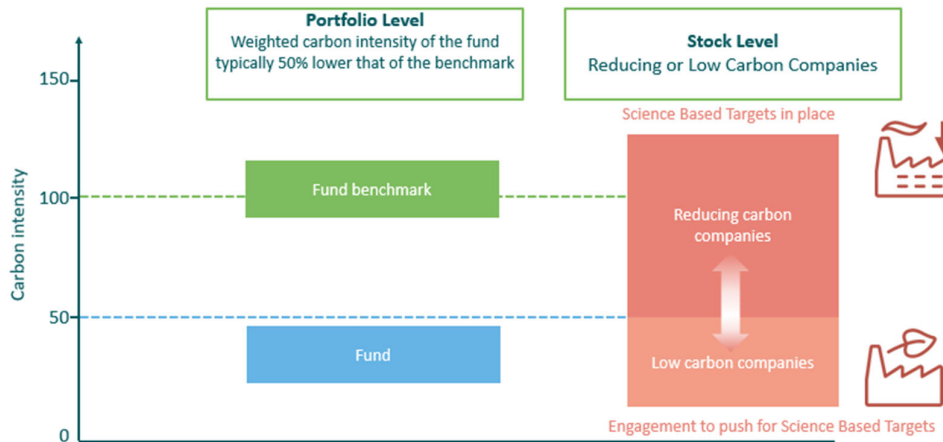 Portfolio Level
Weighted carbon intensity of the fund
typically 50% lower that of the benchmark
Stock Level
Reducing or Low Carbon Companies
Carbon intensity
150
100
50
0
Fund benchmark
Fund
Science Based Targets in place
Reducing carbon
companies
Low carbon companies
Engagement to push for Science Based Targets